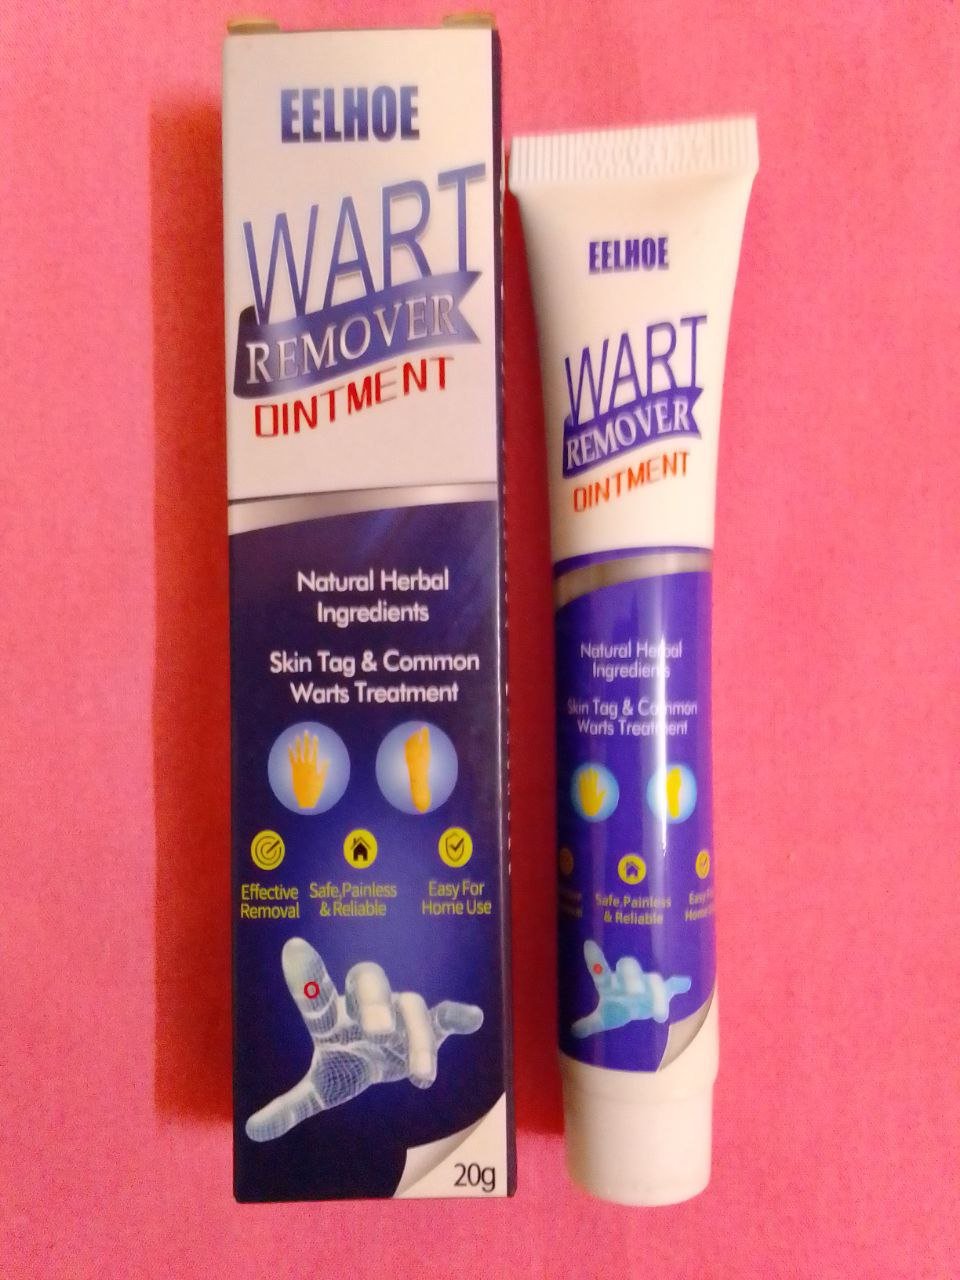 EELHOE
WART
REMOVER
OINTMENT
Natural Herbal
Ingredients
Skin Tag & Common
Warts Treatment
Effective
Removal
Safe,Painless
& Reliable
Easy For
Home Use
20g
EELHOE
WART
REMOVER
OINTMENT
Natural Herbal
Ingredients
Skin Tag & Common
Warts Treatment
Safe,Painless
& Reliable